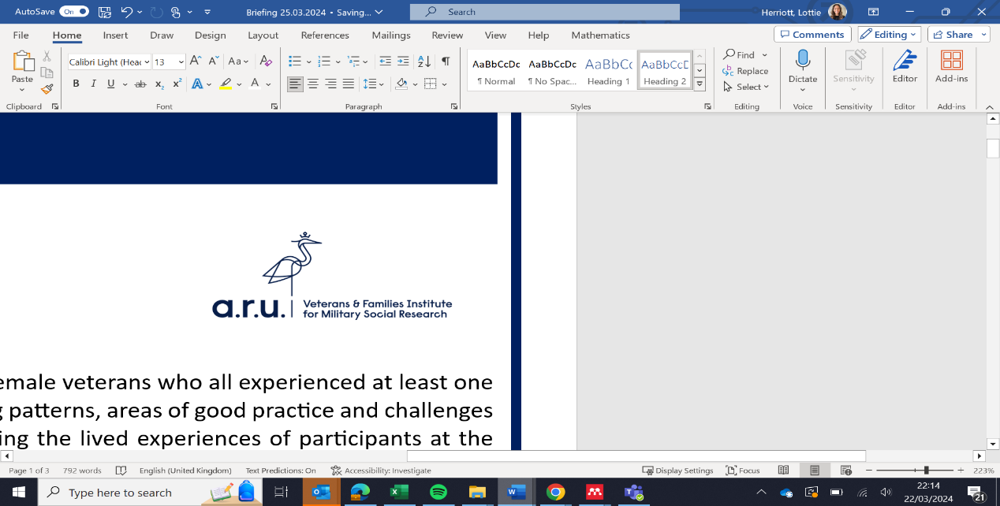 AutoSave On Briefing 25.03.2024 • Saving... Search Herriott, Lottie
File Home Insert Draw Design Layout References Mailings Review View Help Mathematics Comments Editing Share
Paste
Calibri Light (Head 13 A A Aa A
B I U ab x₂ x² A A
AaBbCcDc AaBbCcDc AaBbCc AaBbCcD
¶ Normal ¶ No Spac... Heading 1 Heading 2
Find
Replace
Select
Dictate
Sensitivity
Editor
Add-ins
Clipboard Font Paragraph Styles Editing Voice Sensitivity Editor Add-ins
a.r.u.
Veterans & Families Institute
for Military Social Research
emale veterans who all experienced at least one
g patterns, areas of good practice and challenges
ing the lived experiences of participants at the
Page 1 of 3 792 words English (United Kingdom) Text Predictions: On Accessibility: Investigate Display Settings Focus 223%
Type here to search
22:14
22/03/2024
21